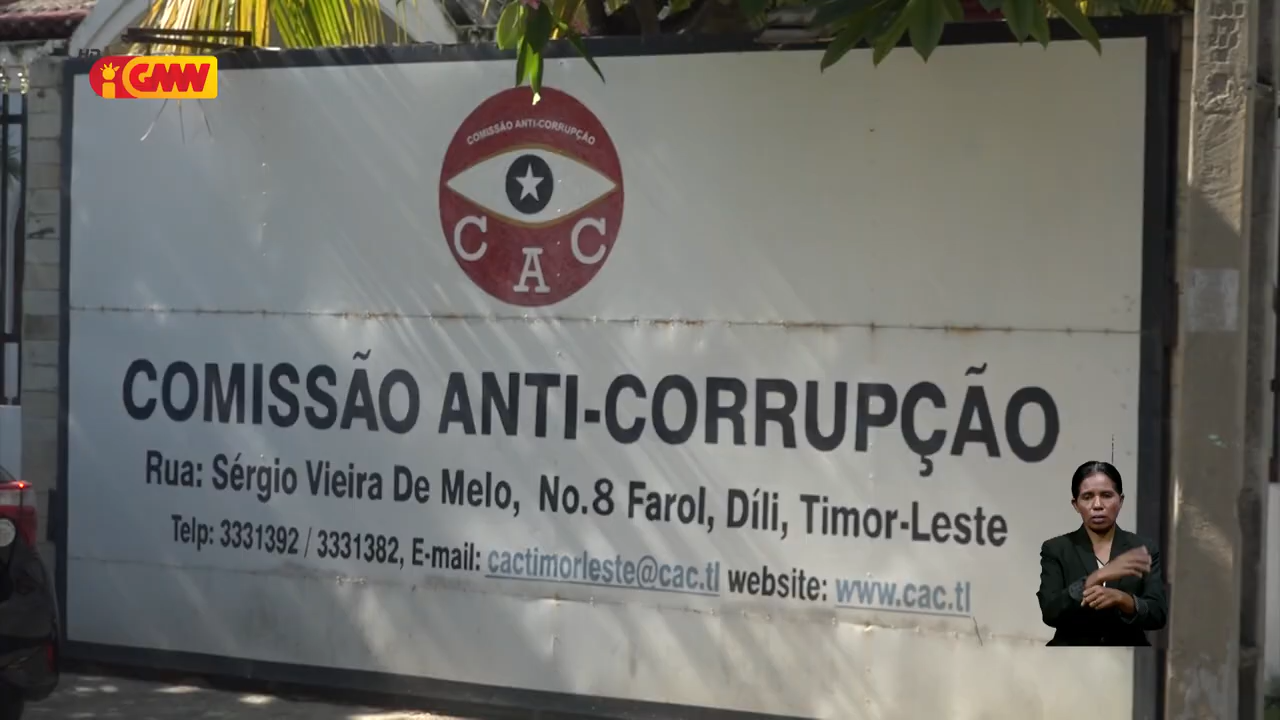 HD
GMN
COMISSÃO ANTI-CORRUPÇÃO
C A C
COMISSÃO ANTI-CORRUPÇÃO
Rua: Sérgio Vieira De Melo, No.8 Farol, Díli, Timor-Leste
Telp: 3331392 / 3331382, E-mail: cactimorleste@cac.tl website: www.cac.tl